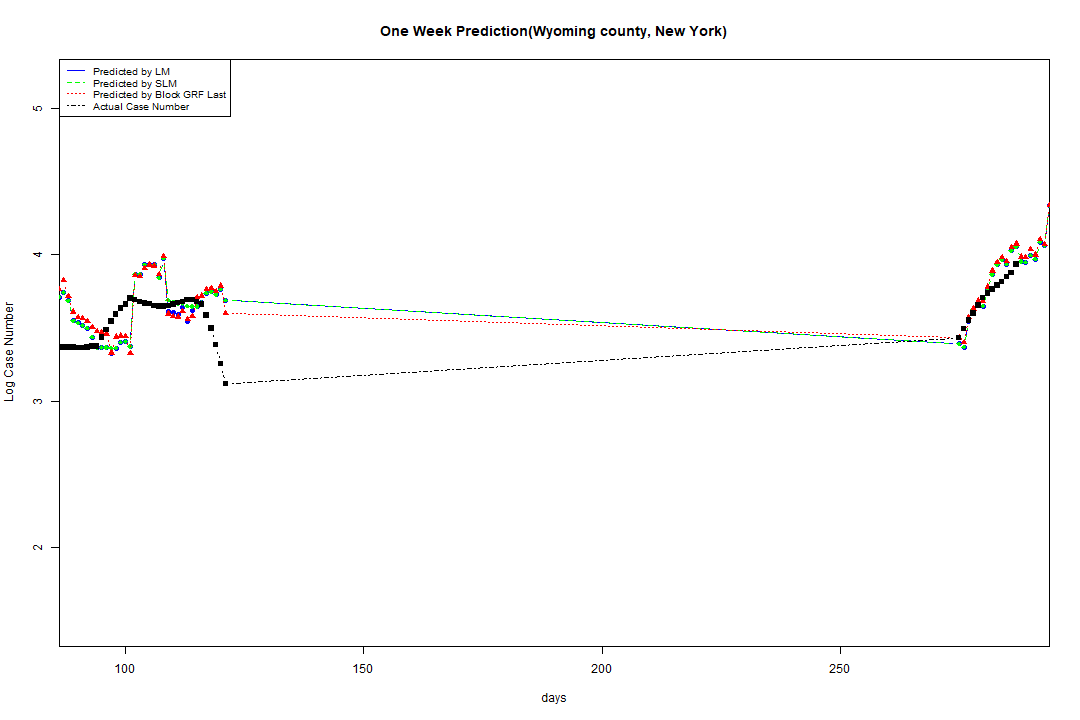 One Week Prediction(Wyoming county, New York)
Predicted by LM
Predicted by SLM
Predicted by Block GRF Last
Actual Case Number
Log Case Number
5
4
3
2
100 150 200 250
days